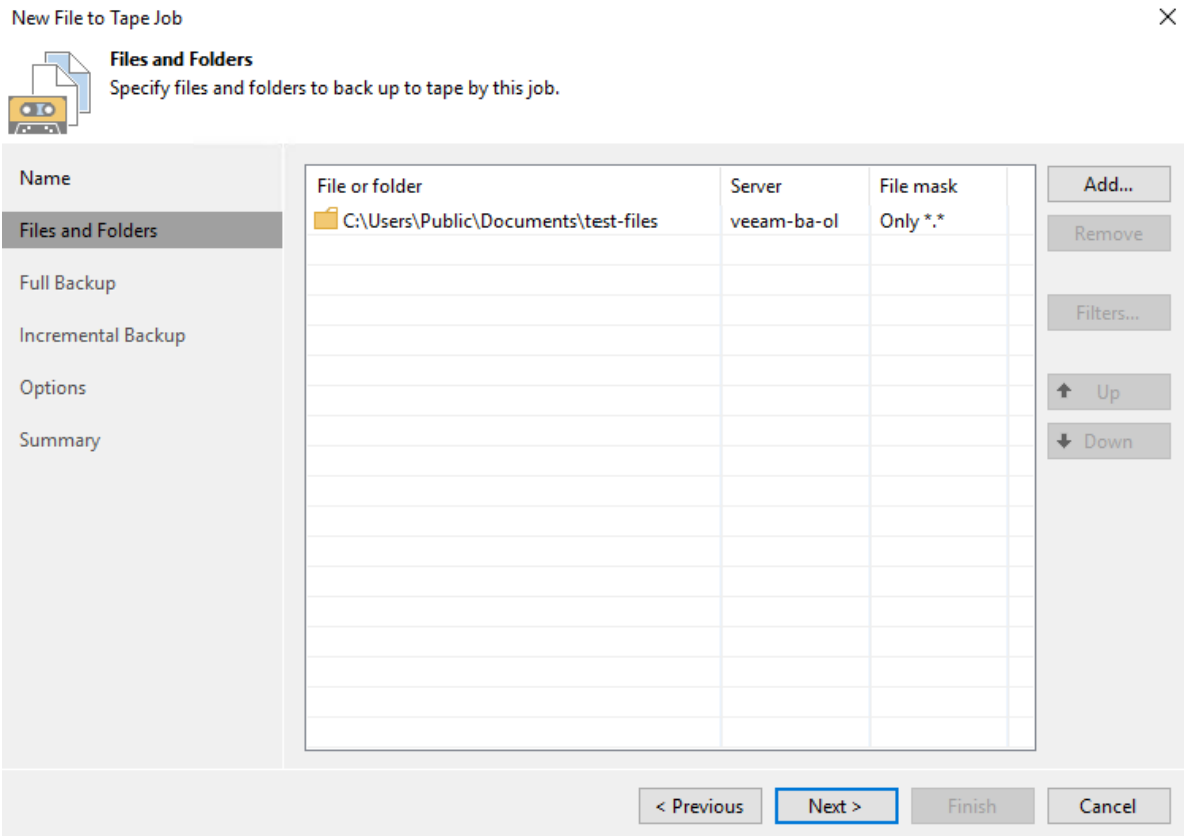 New File to Tape Job
Files and Folders
Specify files and folders to back up to tape by this job.
Name
Files and Folders
Full Backup
Incremental Backup
Options
Summary
File or folder Server File mask
C:\Users\Public\Documents\test-files veeam-ba-ol Only *.*
Add...
Remove
Filters...
Up
Down
< Previous Next > Finish Cancel